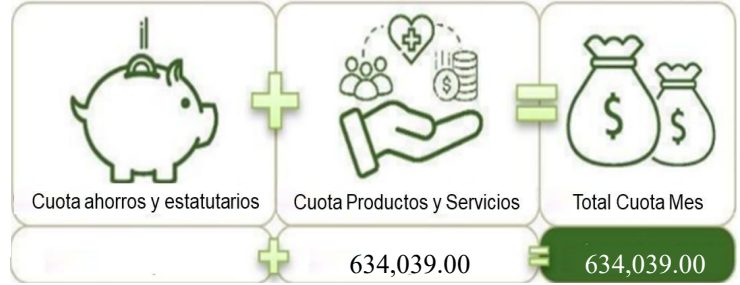 Cuota ahorros y estatutarios
Cuota Productos y Servicios
Total Cuota Mes
634,039.00
634,039.00